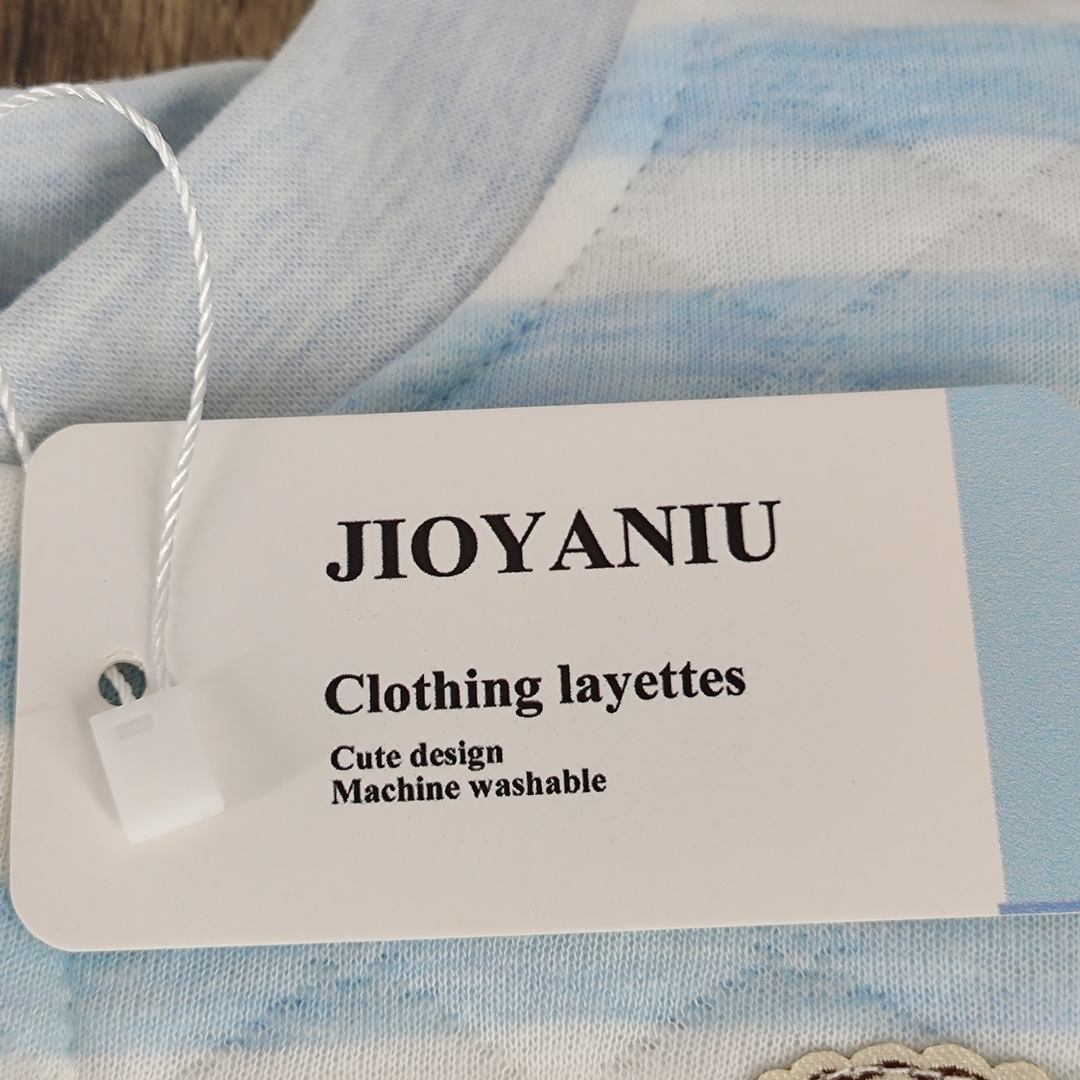 JIOYANIU
Clothing layettes
Cute design
Machine washable